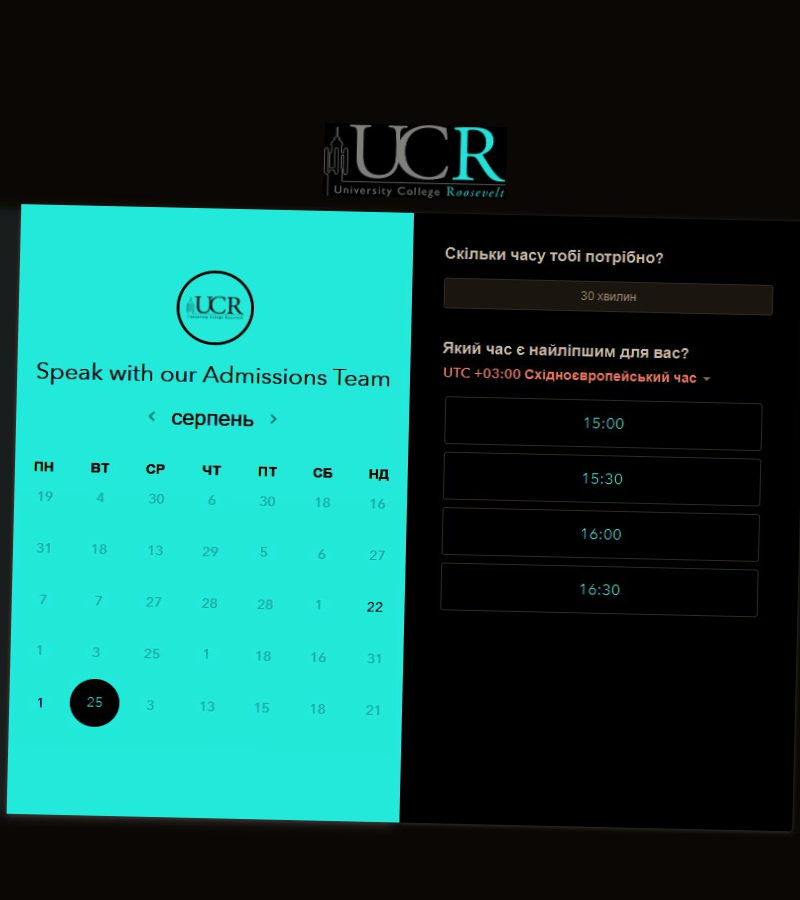 UCR
University College Roosevelt
UCR
Speak with our Admissions Team
серпень
ПН ВТ СР ЧТ ПТ СБ НД
19 4 30 6 30 18 16
31 18 13 29 5 6 27
7 7 27 28 28 1 22
1 3 25 1 18 16 31
1 25 3 13 15 18 21
Скільки часу тобі потрібно?
30 хвилин
Який час є найліпшим для вас?
UTC +03:00 Східноєвропейський час
15:00
15:30
16:00
16:30